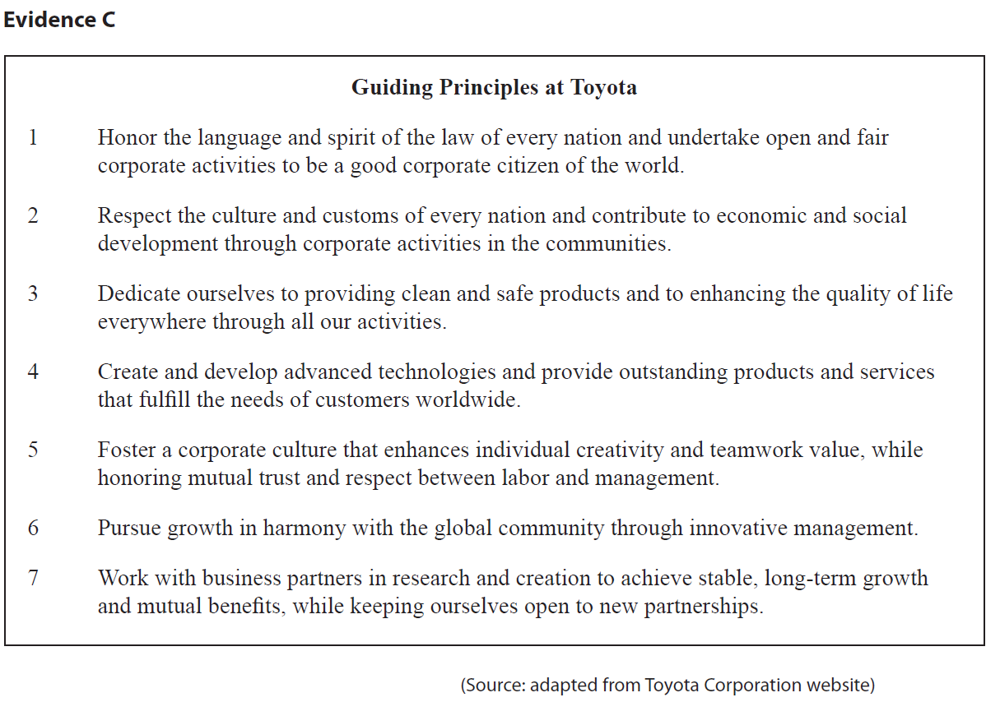 Evidence C
Guiding Principles at Toyota
1 Honor the language and spirit of the law of every nation and undertake open and fair
corporate activities to be a good corporate citizen of the world.
2 Respect the culture and customs of every nation and contribute to economic and social
development through corporate activities in the communities.
3 Dedicate ourselves to providing clean and safe products and to enhancing the quality of life
everywhere through all our activities.
4 Create and develop advanced technologies and provide outstanding products and services
that fulfill the needs of customers worldwide.
5 Foster a corporate culture that enhances individual creativity and teamwork value, while
honoring mutual trust and respect between labor and management.
6 Pursue growth in harmony with the global community through innovative management.
7 Work with business partners in research and creation to achieve stable, long-term growth
and mutual benefits, while keeping ourselves open to new partnerships.
(Source: adapted from Toyota Corporation website)